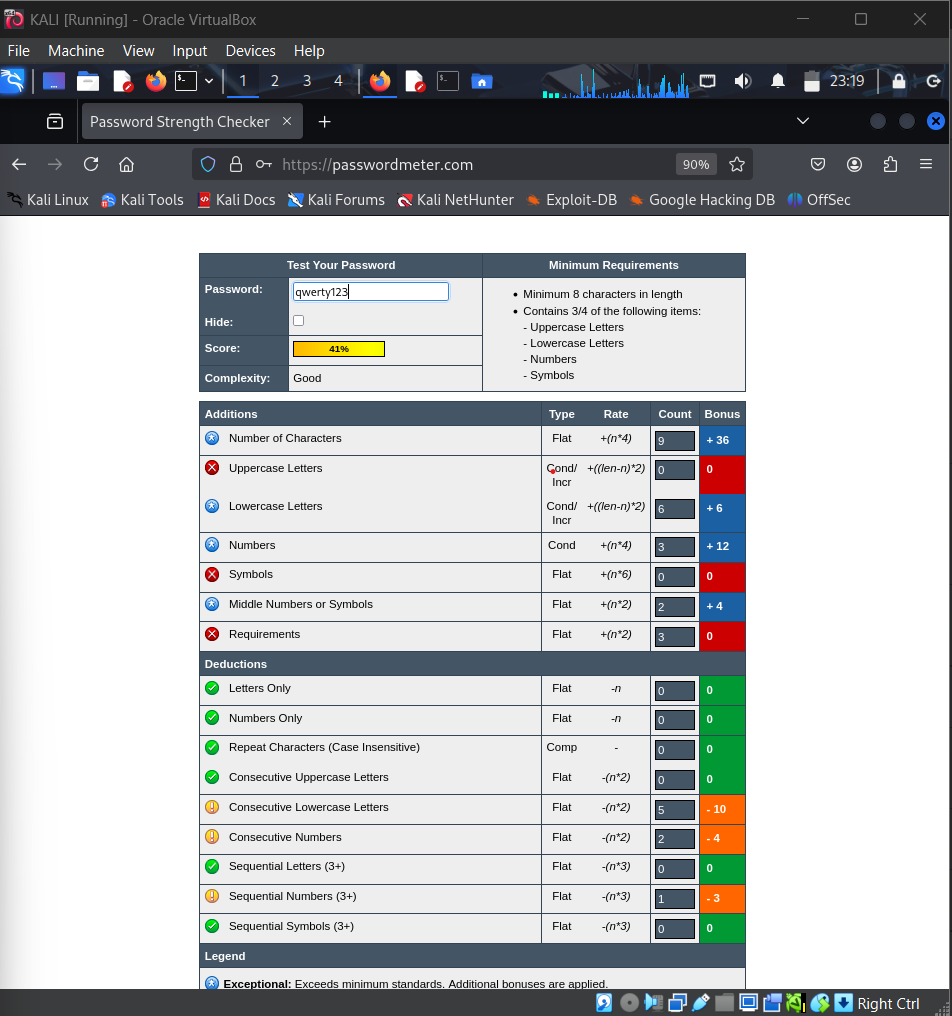 KALI [Running] - Oracle VirtualBox
File Machine View Input Devices Help
1 2 3 4 23:19
Password Strength Checker
https://passwordmeter.com 90%
Kali Linux Kali Tools Kali Docs Kali Forums Kali NetHunter Exploit-DB Google Hacking DB OffSec
Test Your Password Minimum Requirements
Password: qwerty123
Hide:
Score: 41%
Complexity: Good
• Minimum 8 characters in length
• Contains 3/4 of the following items:
- Uppercase Letters
- Lowercase Letters
- Numbers
- Symbols
Additions Type Rate Count Bonus
Number of Characters Flat +(n*4) 9 + 36
Uppercase Letters Cond/ Incr +((len-n)*2) 0 0
Lowercase Letters Cond/ Incr +((len-n)*2) 6 + 6
Numbers Cond +(n*4) 3 + 12
Symbols Flat +(n*6) 0 0
Middle Numbers or Symbols Flat +(n*2) 2 + 4
Requirements Flat +(n*2) 3 0
Deductions
Letters Only Flat -n 0 0
Numbers Only Flat -n 0 0
Repeat Characters (Case Insensitive) Comp - 0 0
Consecutive Uppercase Letters Flat -(n*2) 0 0
Consecutive Lowercase Letters Flat -(n*2) 5 - 10
Consecutive Numbers Flat -(n*2) 2 - 4
Sequential Letters (3+) Flat -(n*3) 0 0
Sequential Numbers (3+) Flat -(n*3) 1 - 3
Sequential Symbols (3+) Flat -(n*3) 0 0
Legend
Exceptional: Exceeds minimum standards. Additional bonuses are applied.
Right Ctrl